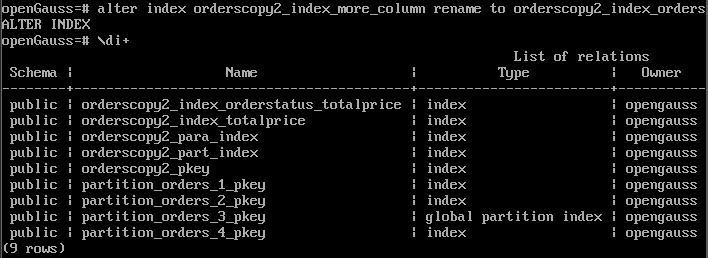 openGauss=# alter index orderscopy2_index_more_column rename to orderscopy2_index_orders
ALTER INDEX
openGauss=# \di+
List of relations
Schema | Name | Type | Owner
--------+-------------------------------------------+------------------------+-----------
public | orderscopy2_index_orderstatus_totalprice | index | opengauss
public | orderscopy2_index_totalprice | index | opengauss
public | orderscopy2_para_index | index | opengauss
public | orderscopy2_part_index | index | opengauss
public | orderscopy2_pkey | index | opengauss
public | partition_orders_1_pkey | index | opengauss
public | partition_orders_2_pkey | index | opengauss
public | partition_orders_3_pkey | global partition index | opengauss
public | partition_orders_4_pkey | index | opengauss
(9 rows)